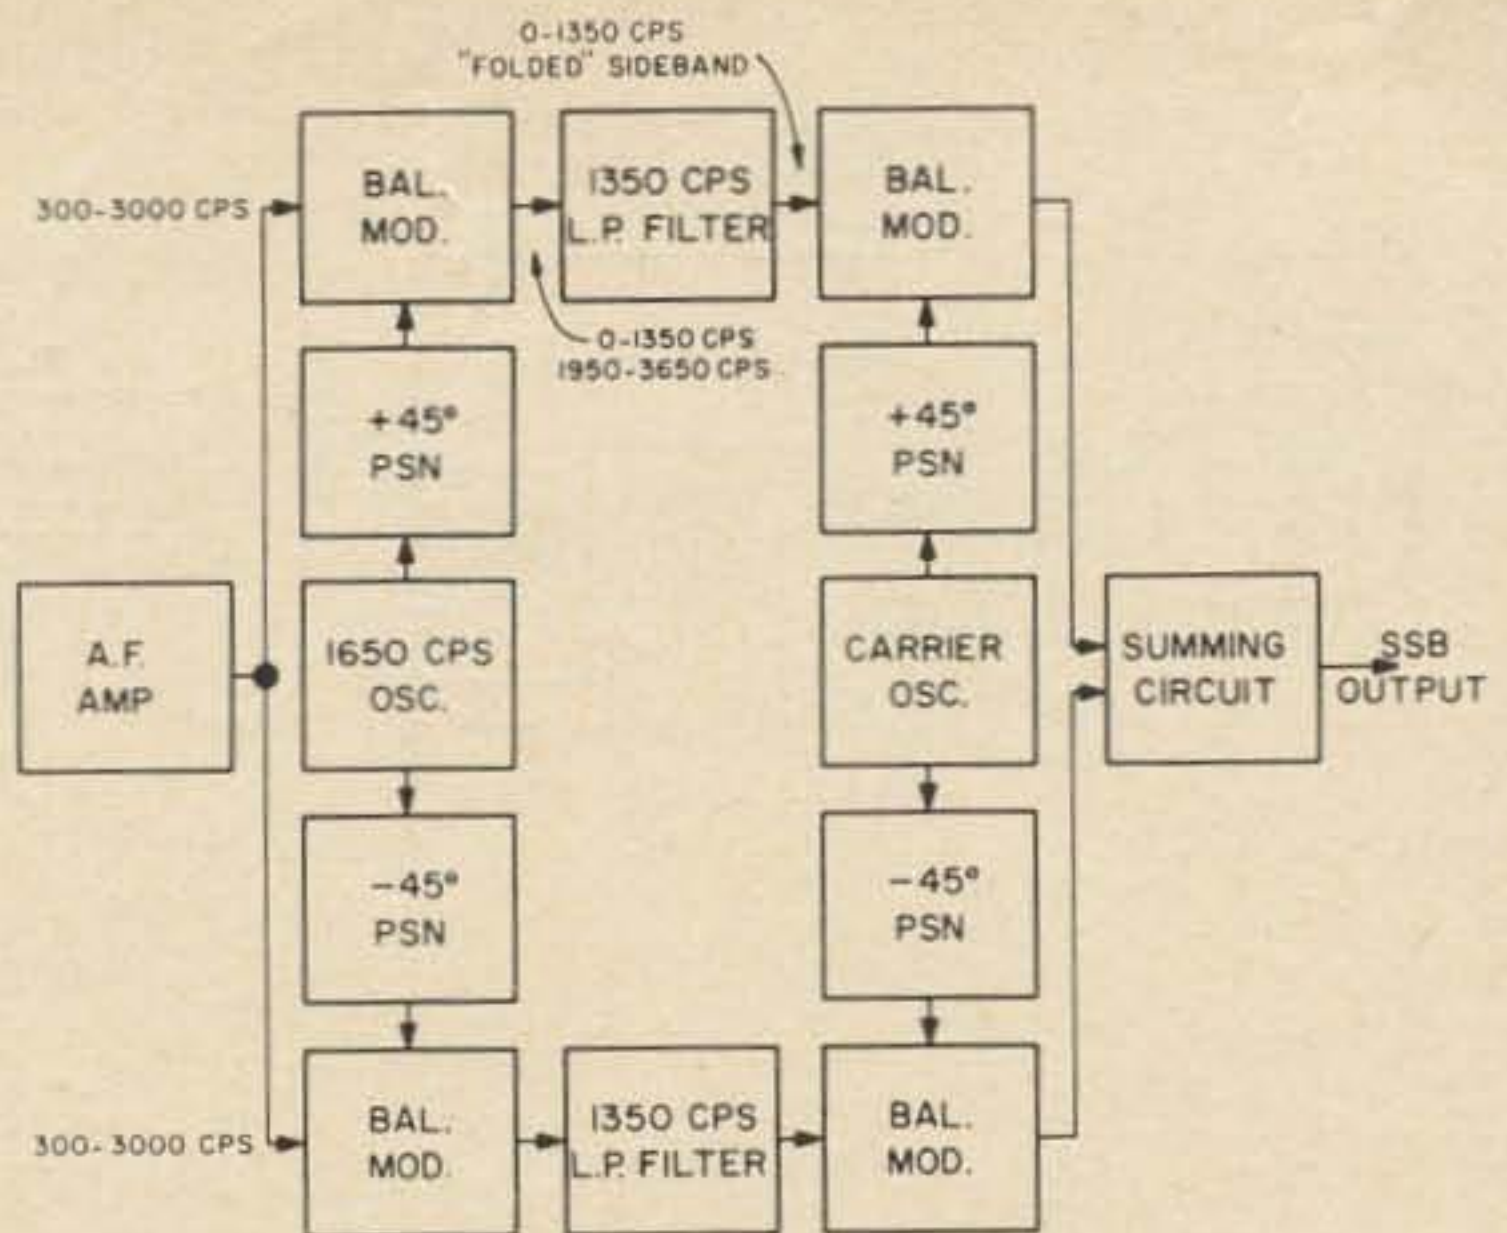 0-1350 CPS
"FOLDED" SIDEBAND
300-3000 CPS
BAL.
MOD.
1350 CPS
L.P. FILTER
BAL.
MOD.
0-1350 CPS
1950-3650 CPS
+45°
PSN
+45°
PSN
A.F.
AMP
1650 CPS
OSC.
CARRIER
OSC.
SUMMING
CIRCUIT
SSB
OUTPUT
-45°
PSN
-45°
PSN
300-3000 CPS
BAL.
MOD.
1350 CPS
L.P. FILTER
BAL.
MOD.